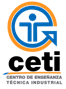 ceti
CENTRO DE ENSEÑANZA
TÉCNICA INDUSTRIAL